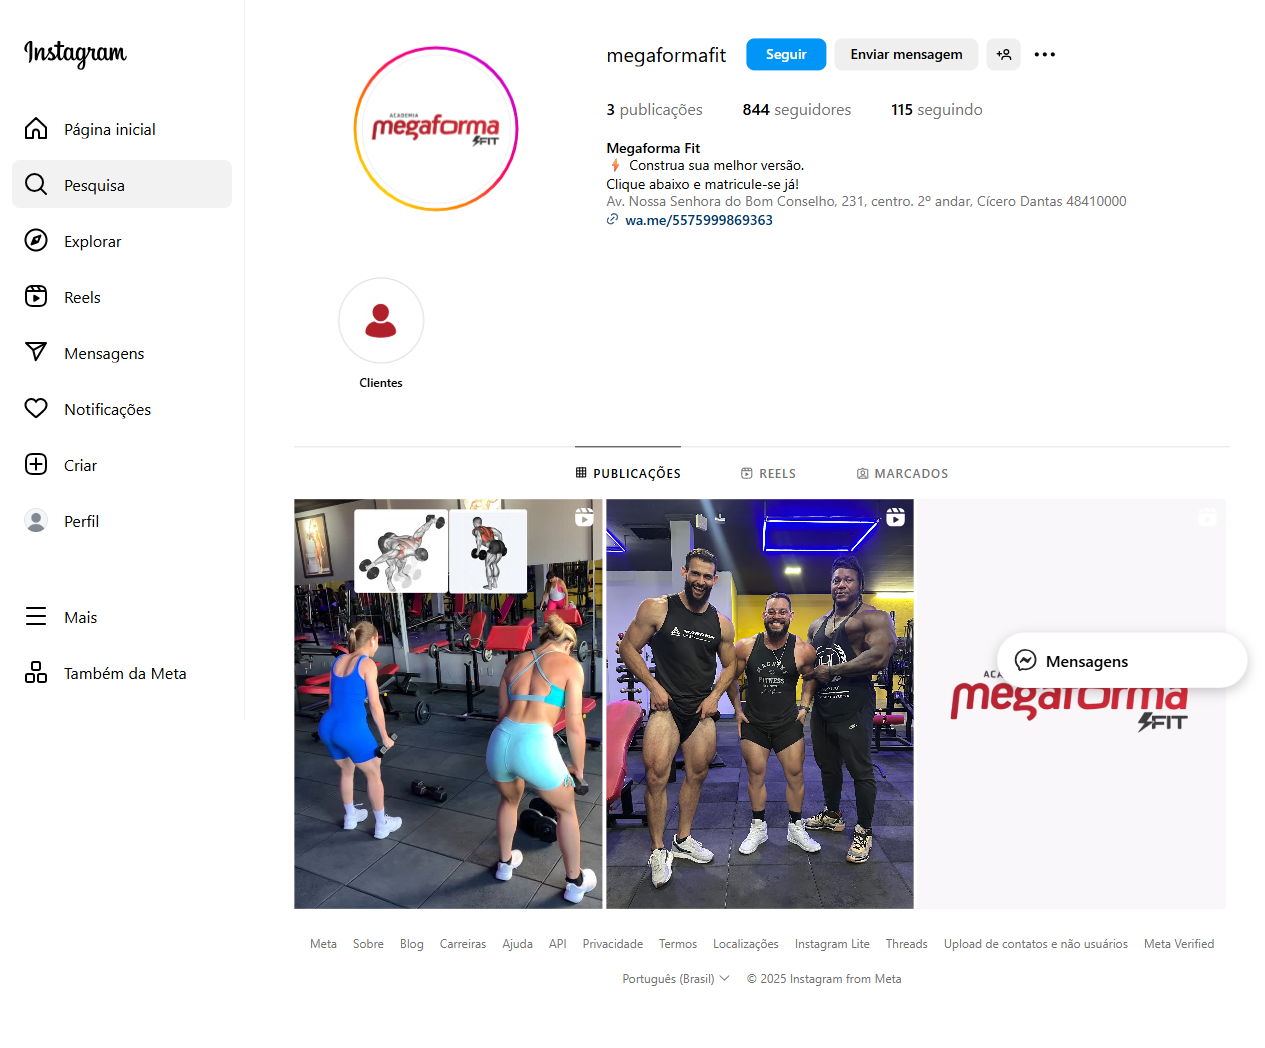 Instagram
Página inicial
Pesquisa
Explorar
Reels
Mensagens
Notificações
Criar
Perfil
Mais
Também da Meta
ACADEMIA
megaforma
FIT
megaformafit
Seguir
Enviar mensagem
3 publicações
844 seguidores
115 seguindo
Megaforma Fit
⚡ Construa sua melhor versão.
Clique abaixo e matricule-se já!
Av. Nossa Senhora do Bom Conselho, 231, centro. 2º andar, Cícero Dantas 48410000
wa.me/5575999869363
Clientes
PUBLICAÇÕES
REELS
MARCADOS
Mensagens
megaforma
FIT
Meta
Sobre
Blog
Carreiras
Ajuda
API
Privacidade
Termos
Localizações
Instagram Lite
Threads
Upload de contatos e não usuários
Meta Verified
Português (Brasil)
© 2025 Instagram from Meta